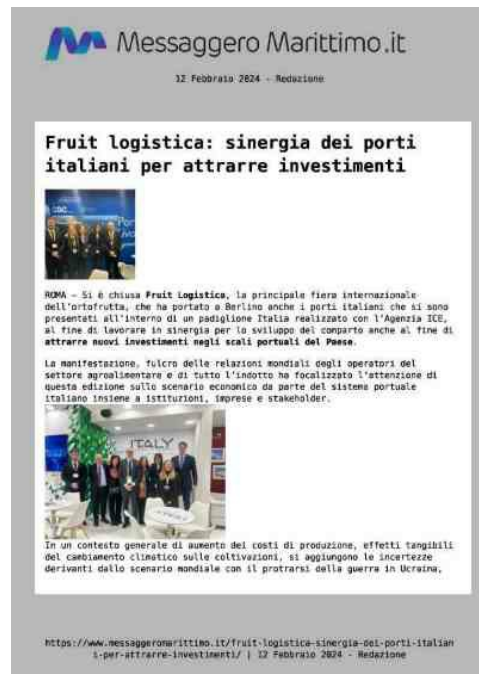 Messaggero Marittimo.it
12 Febbraio 2024 - Redazione
Fruit logistica: sinergia dei porti
italiani per attrarre investimenti
ROMA – Si è chiusa Fruit Logistica, la principale fiera internazionale
dell'ortofrutta, che ha portato a Berlino anche i porti italiani che si sono
presentati all'interno di un padiglione Italia realizzato con l'Agenzia ICE,
al fine di lavorare in sinergia per lo sviluppo del comparto anche al fine di
attrarre nuovi investimenti negli scali portuali del Paese.
La manifestazione, fulcro delle relazioni mondiali degli operatori del
settore agroalimentare e di tutto l'indotto ha focalizzato l'attenzione di
questa edizione sullo scenario economico da parte del sistema portuale
italiano insieme a istituzioni, imprese e stakeholder.
ITALY
In un contesto generale di aumento dei costi di produzione, effetti tangibili
del cambiamento climatico sulle coltivazioni, si aggiungono le incertezze
derivanti dallo scenario mondiale con il protrarsi della guerra in Ucraina,
https://www.messaggeromarittimo.it/fruit-logistica-sinergia-dei-porti-italian
i-per-attrarre-investimenti/ | 12 Febbraio 2024 - Redazione